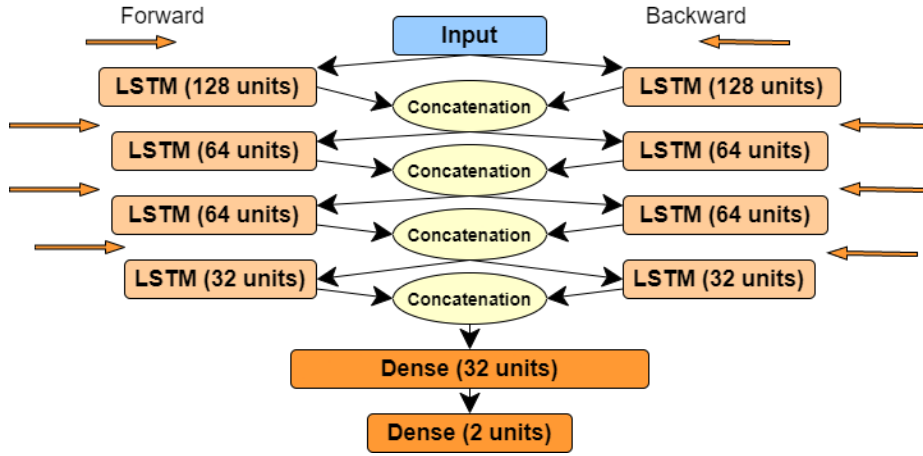 Forward
Backward
Input
LSTM (128 units)
LSTM (128 units)
Concatenation
LSTM (64 units)
LSTM (64 units)
Concatenation
LSTM (64 units)
LSTM (64 units)
Concatenation
LSTM (32 units)
LSTM (32 units)
Concatenation
Dense (32 units)
Dense (2 units)